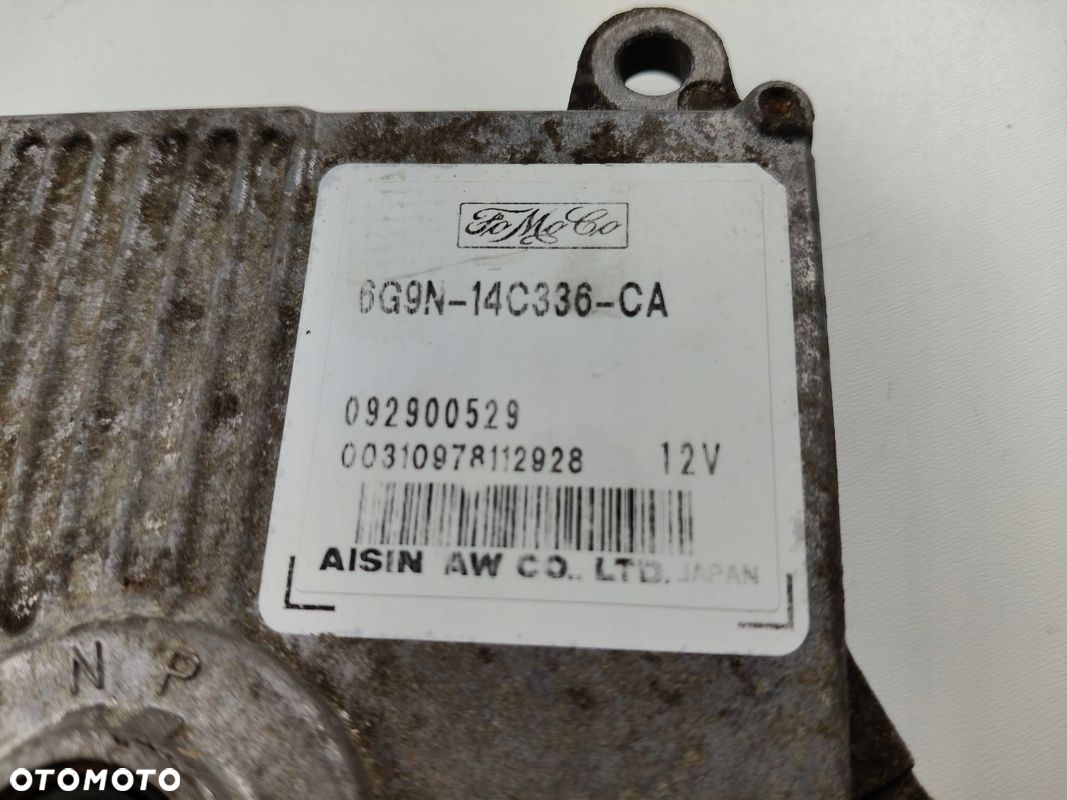 FoMoCo
6G9N-14C336-CA
092900529
00310978112928 12V
AISIN AW CO., LTD. JAPAN
N P
OTOMOTO